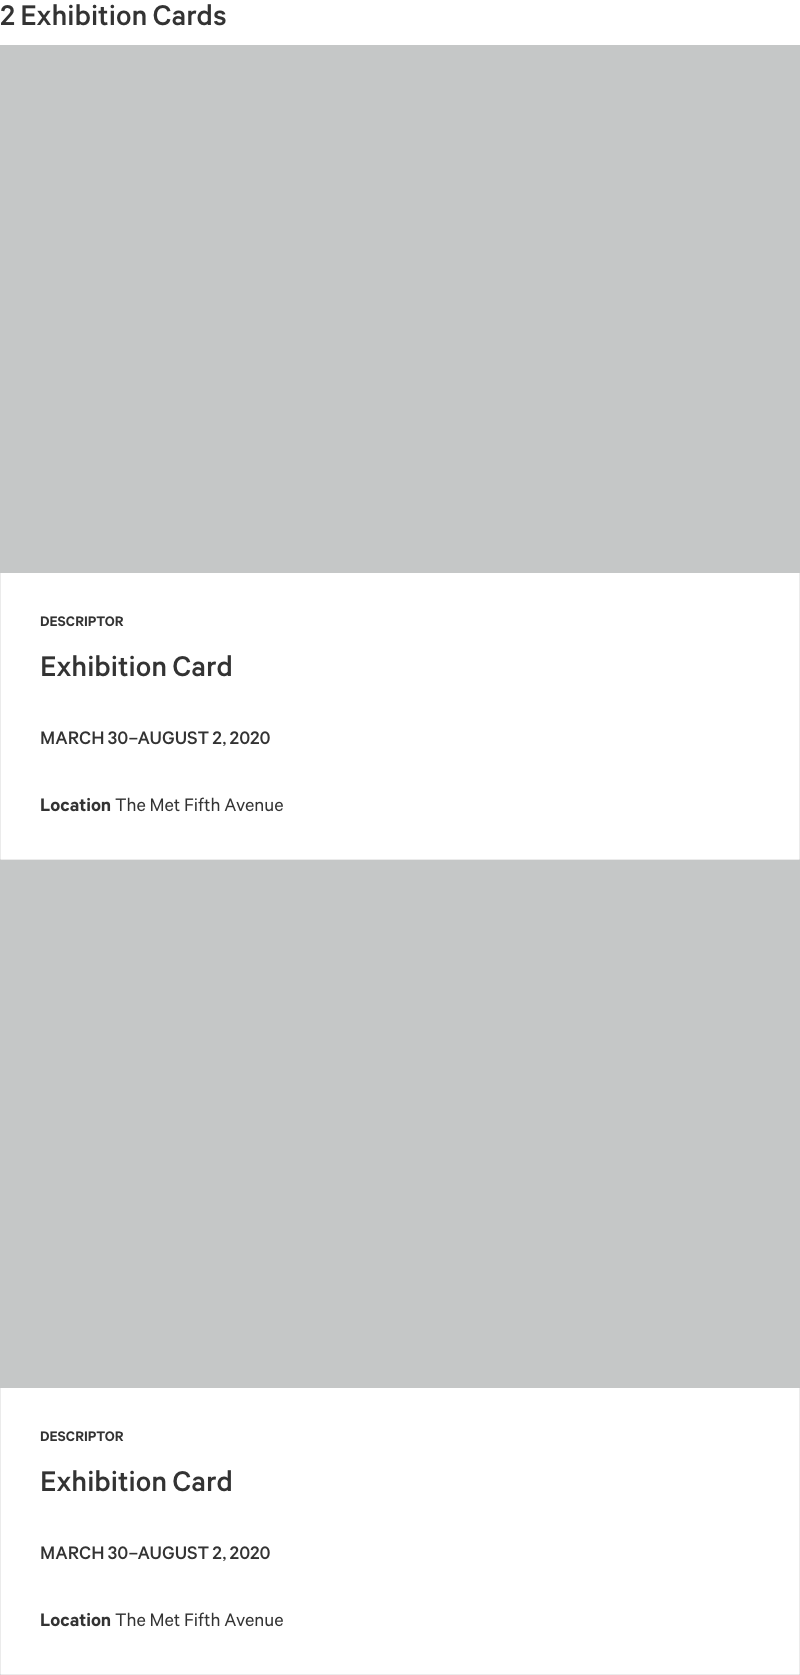 2 Exhibition Cards
DESCRIPTOR
Exhibition Card
MARCH 30–AUGUST 2, 2020
Location The Met Fifth Avenue
DESCRIPTOR
Exhibition Card
MARCH 30–AUGUST 2, 2020
Location The Met Fifth Avenue